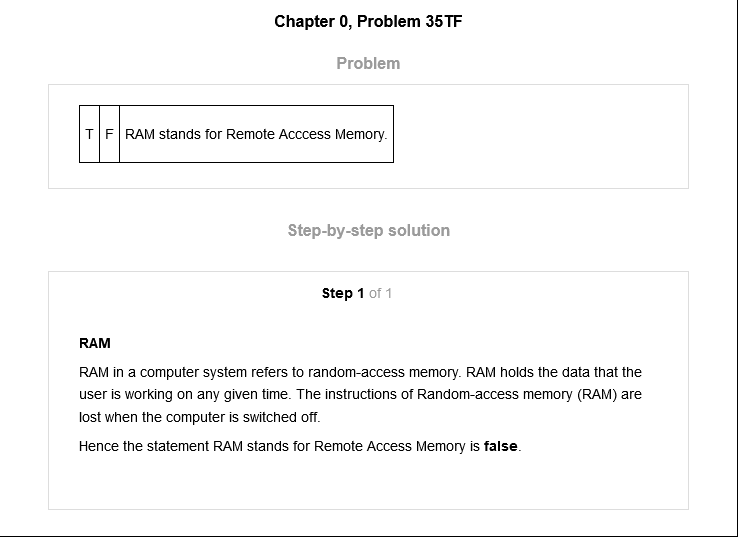 Chapter 0, Problem 35TF
Problem
T F RAM stands for Remote Acccess Memory.
Step-by-step solution
Step 1 of 1
RAM
RAM in a computer system refers to random-access memory. RAM holds the data that the
user is working on any given time. The instructions of Random-access memory (RAM) are
lost when the computer is switched off.
Hence the statement RAM stands for Remote Access Memory is false.